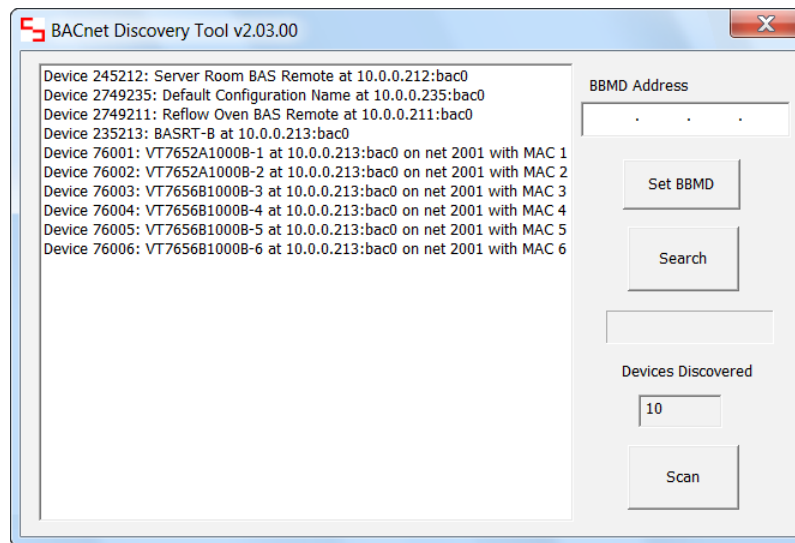 BACnet Discovery Tool v2.03.00
Device 245212: Server Room BAS Remote at 10.0.0.212:bac0
Device 2749235: Default Configuration Name at 10.0.0.235:bac0
Device 2749211: Reflow Oven BAS Remote at 10.0.0.211:bac0
Device 235213: BASRT-B at 10.0.0.213:bac0
Device 76001: VT7652A1000B-1 at 10.0.0.213:bac0 on net 2001 with MAC 1
Device 76002: VT7652A1000B-2 at 10.0.0.213:bac0 on net 2001 with MAC 2
Device 76003: VT7656B1000B-3 at 10.0.0.213:bac0 on net 2001 with MAC 3
Device 76004: VT7656B1000B-4 at 10.0.0.213:bac0 on net 2001 with MAC 4
Device 76005: VT7656B1000B-5 at 10.0.0.213:bac0 on net 2001 with MAC 5
Device 76006: VT7656B1000B-6 at 10.0.0.213:bac0 on net 2001 with MAC 6
BBMD Address
. . .
Set BBMD
Search
Devices Discovered
10
Scan